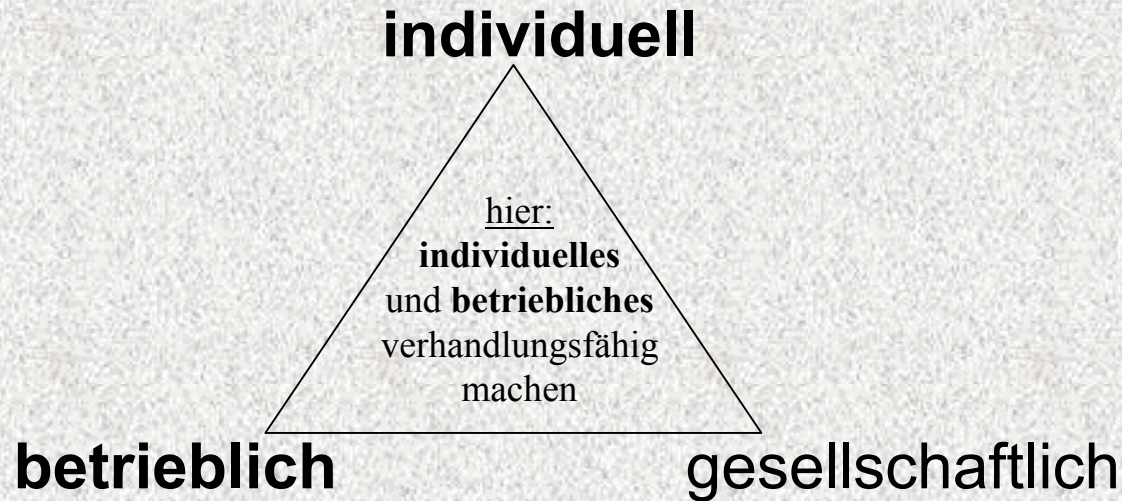 individuell
hier:
individuelles
und betriebliches
verhandlungsfähig
machen
betrieblich
gesellschaftlich